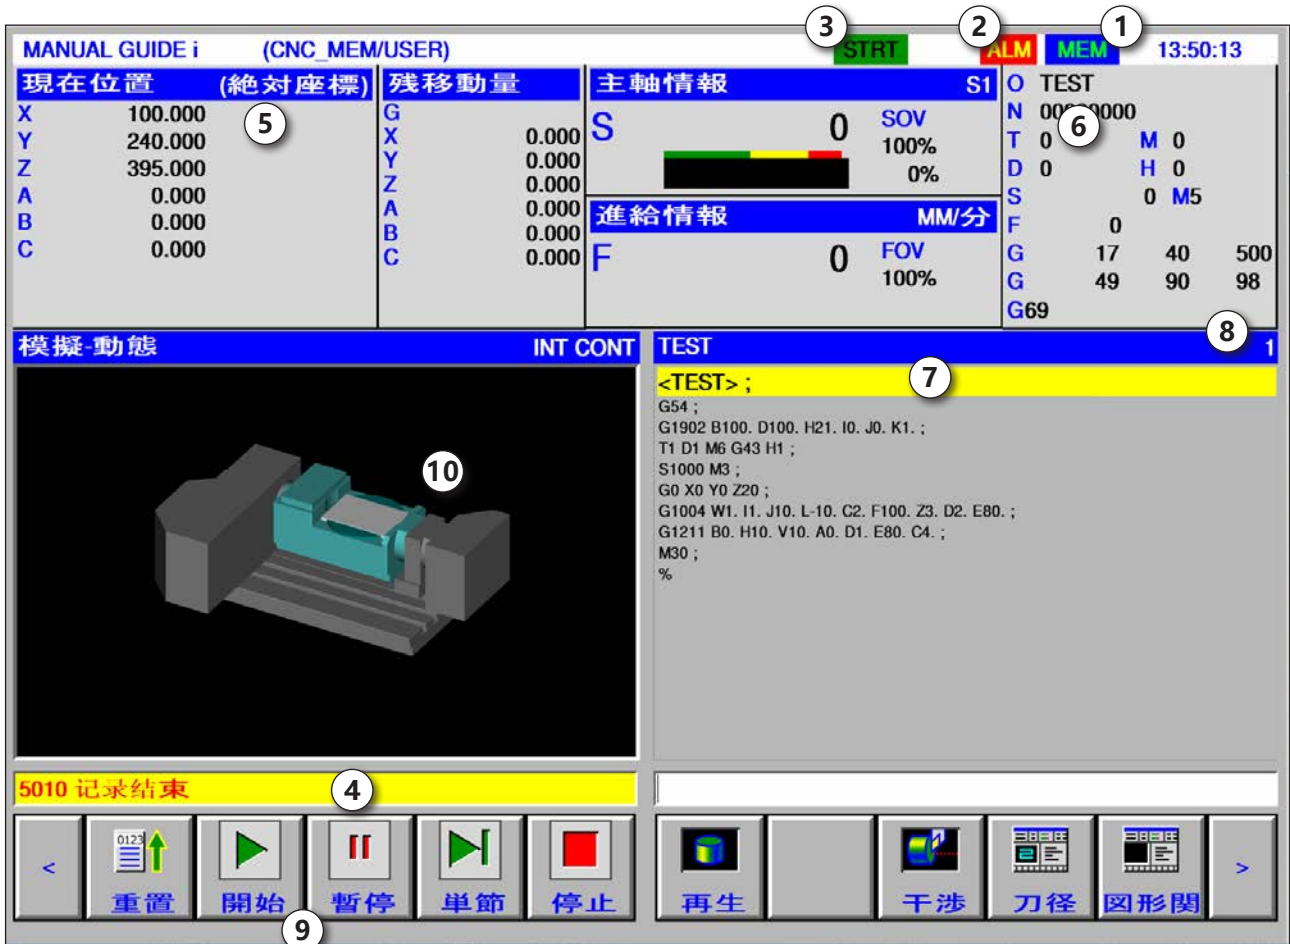 3 2 1
MANUAL GUIDE i (CNC_MEM/USER) STRT ALM MEM 13:50:13
現在位置 (絶対座標)
X 100.000
Y 240.000
Z 395.000
A 0.000
B 0.000
C 0.000
5
残移動量
G
X 0.000
Y 0.000
Z 0.000
A 0.000
B 0.000
C 0.000
主軸情報 S1
S 0 SOV
100%
0%
進給情報 MM/分
F 0 FOV
100%
O TEST
N 00000000
6
T 0 M 0
D 0 H 0
S 0 M5
F 0
G 17 40 500
G 49 90 98
G69
8
模擬-動態 INT CONT
10
TEST 1
7
<TEST> ;
G54 ;
G1902 B100. D100. H21. I0. J0. K1. ;
T1 D1 M6 G43 H1 ;
S1000 M3 ;
G0 X0 Y0 Z20 ;
G1004 W1. I1. J10. L-10. C2. F100. Z3. D2. E80. ;
G1211 B0. H10. V10. A0. D1. E80. C4. ;
M30 ;
%
5010 记录结束
4
<
0123
重置 開始 暫停 単節 停止 再生 干渉 刀径 図形関
>
9